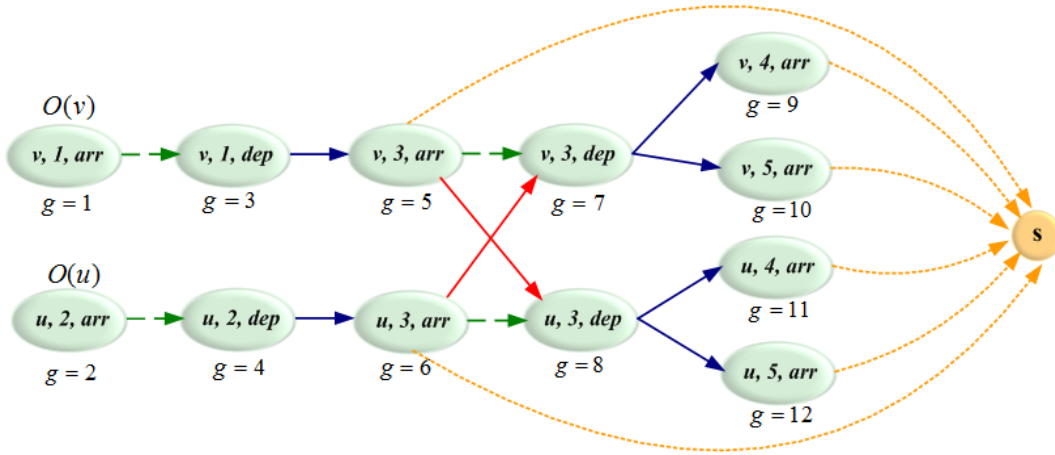 v, 4, arr
g = 9
O(v)
v, 1, arr
v, 1, dep
v, 3, arr
v, 3, dep
v, 5, arr
g = 1
g = 3
g = 5
g = 7
g = 10
s
O(u)
u, 4, arr
g = 11
u, 2, arr
u, 2, dep
u, 3, arr
u, 3, dep
g = 2
g = 4
g = 6
g = 8
u, 5, arr
g = 12